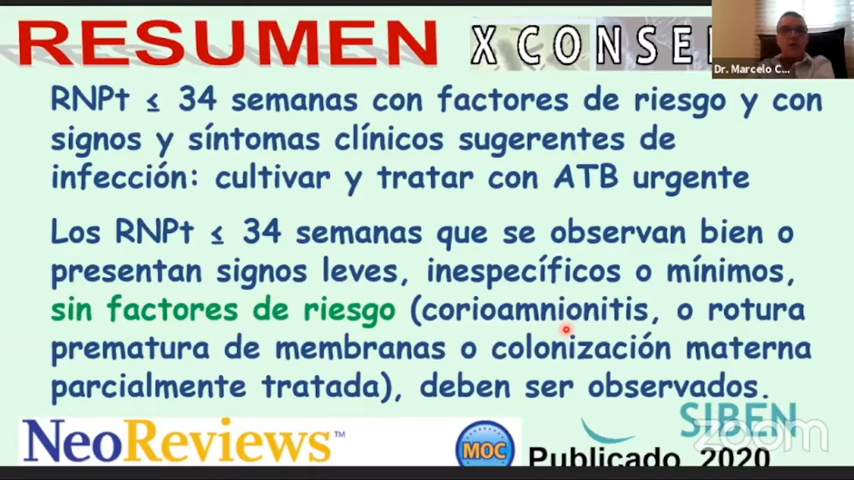 RESUMEN X CONSE
Dr. Marcelo C...
RNPt ≤ 34 semanas con factores de riesgo y con
signos y síntomas clínicos sugerentes de
infección: cultivar y tratar con ATB urgente
Los RNPt ≤ 34 semanas que se observan bien o
presentan signos leves, inespecíficos o mínimos,
sin factores de riesgo (corioamnionitis, o rotura
prematura de membranas o colonización materna
parcialmente tratada), deben ser observados.
SIBEN
zoom
NeoReviews™ MOC Publicado 2020